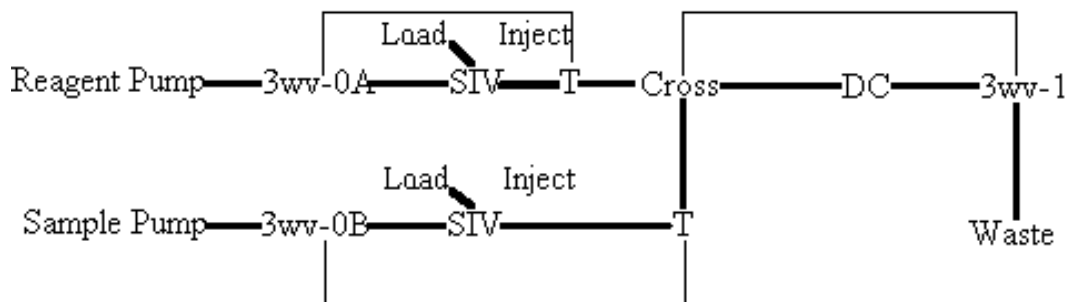 Load Inject
Reagent Pump 3wv-0A SIV T Cross DC 3wv-1
Load Inject
Sample Pump 3wv-0B SIV T Waste